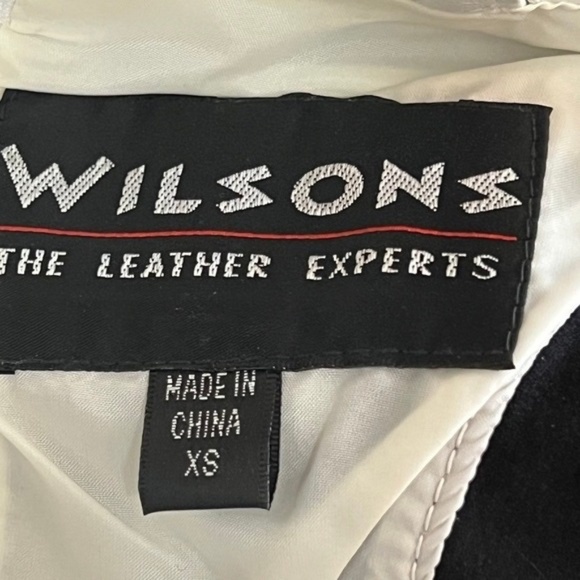 WILSONS
THE LEATHER EXPERTS
MADE IN
CHINA
XS